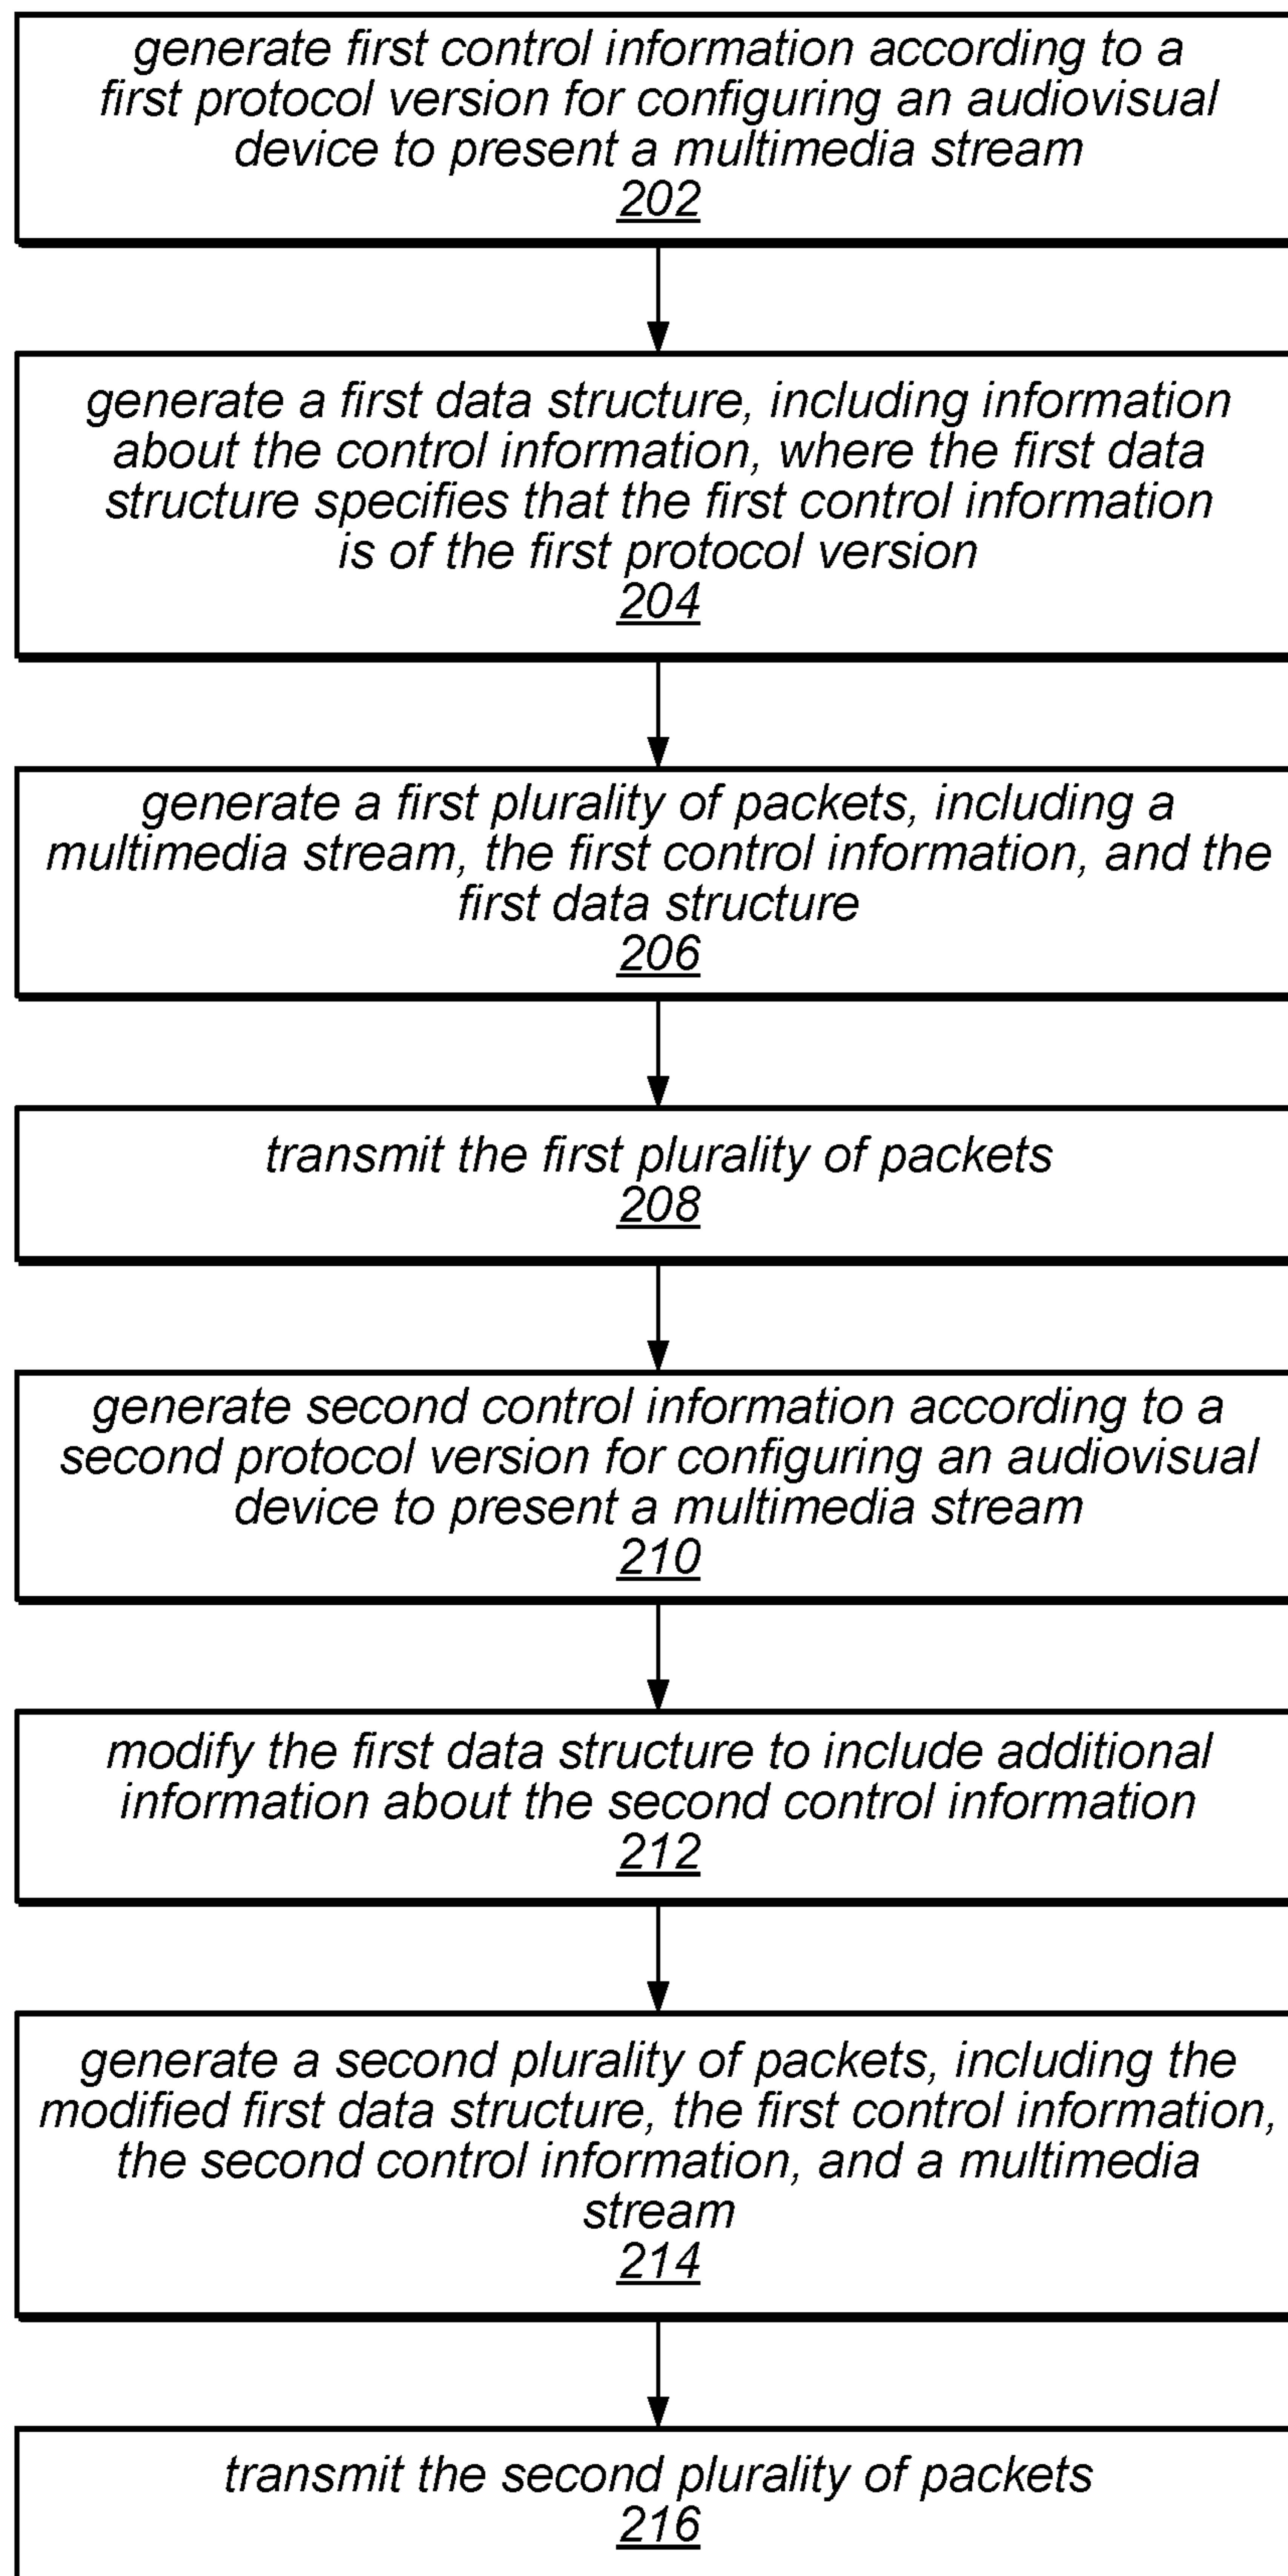 generate first control information according to a
first protocol version for configuring an audiovisual
device to present a multimedia stream
202
generate a first data structure, including information
about the control information, where the first data
structure specifies that the first control information
is of the first protocol version
204
generate a first plurality of packets, including a
multimedia stream, the first control information, and the
first data structure
206
transmit the first plurality of packets
208
generate second control information according to a
second protocol version for configuring an audiovisual
device to present a multimedia stream
210
modify the first data structure to include additional
information about the second control information
212
generate a second plurality of packets, including the
modified first data structure, the first control information,
the second control information, and a multimedia
stream
214
transmit the second plurality of packets
216